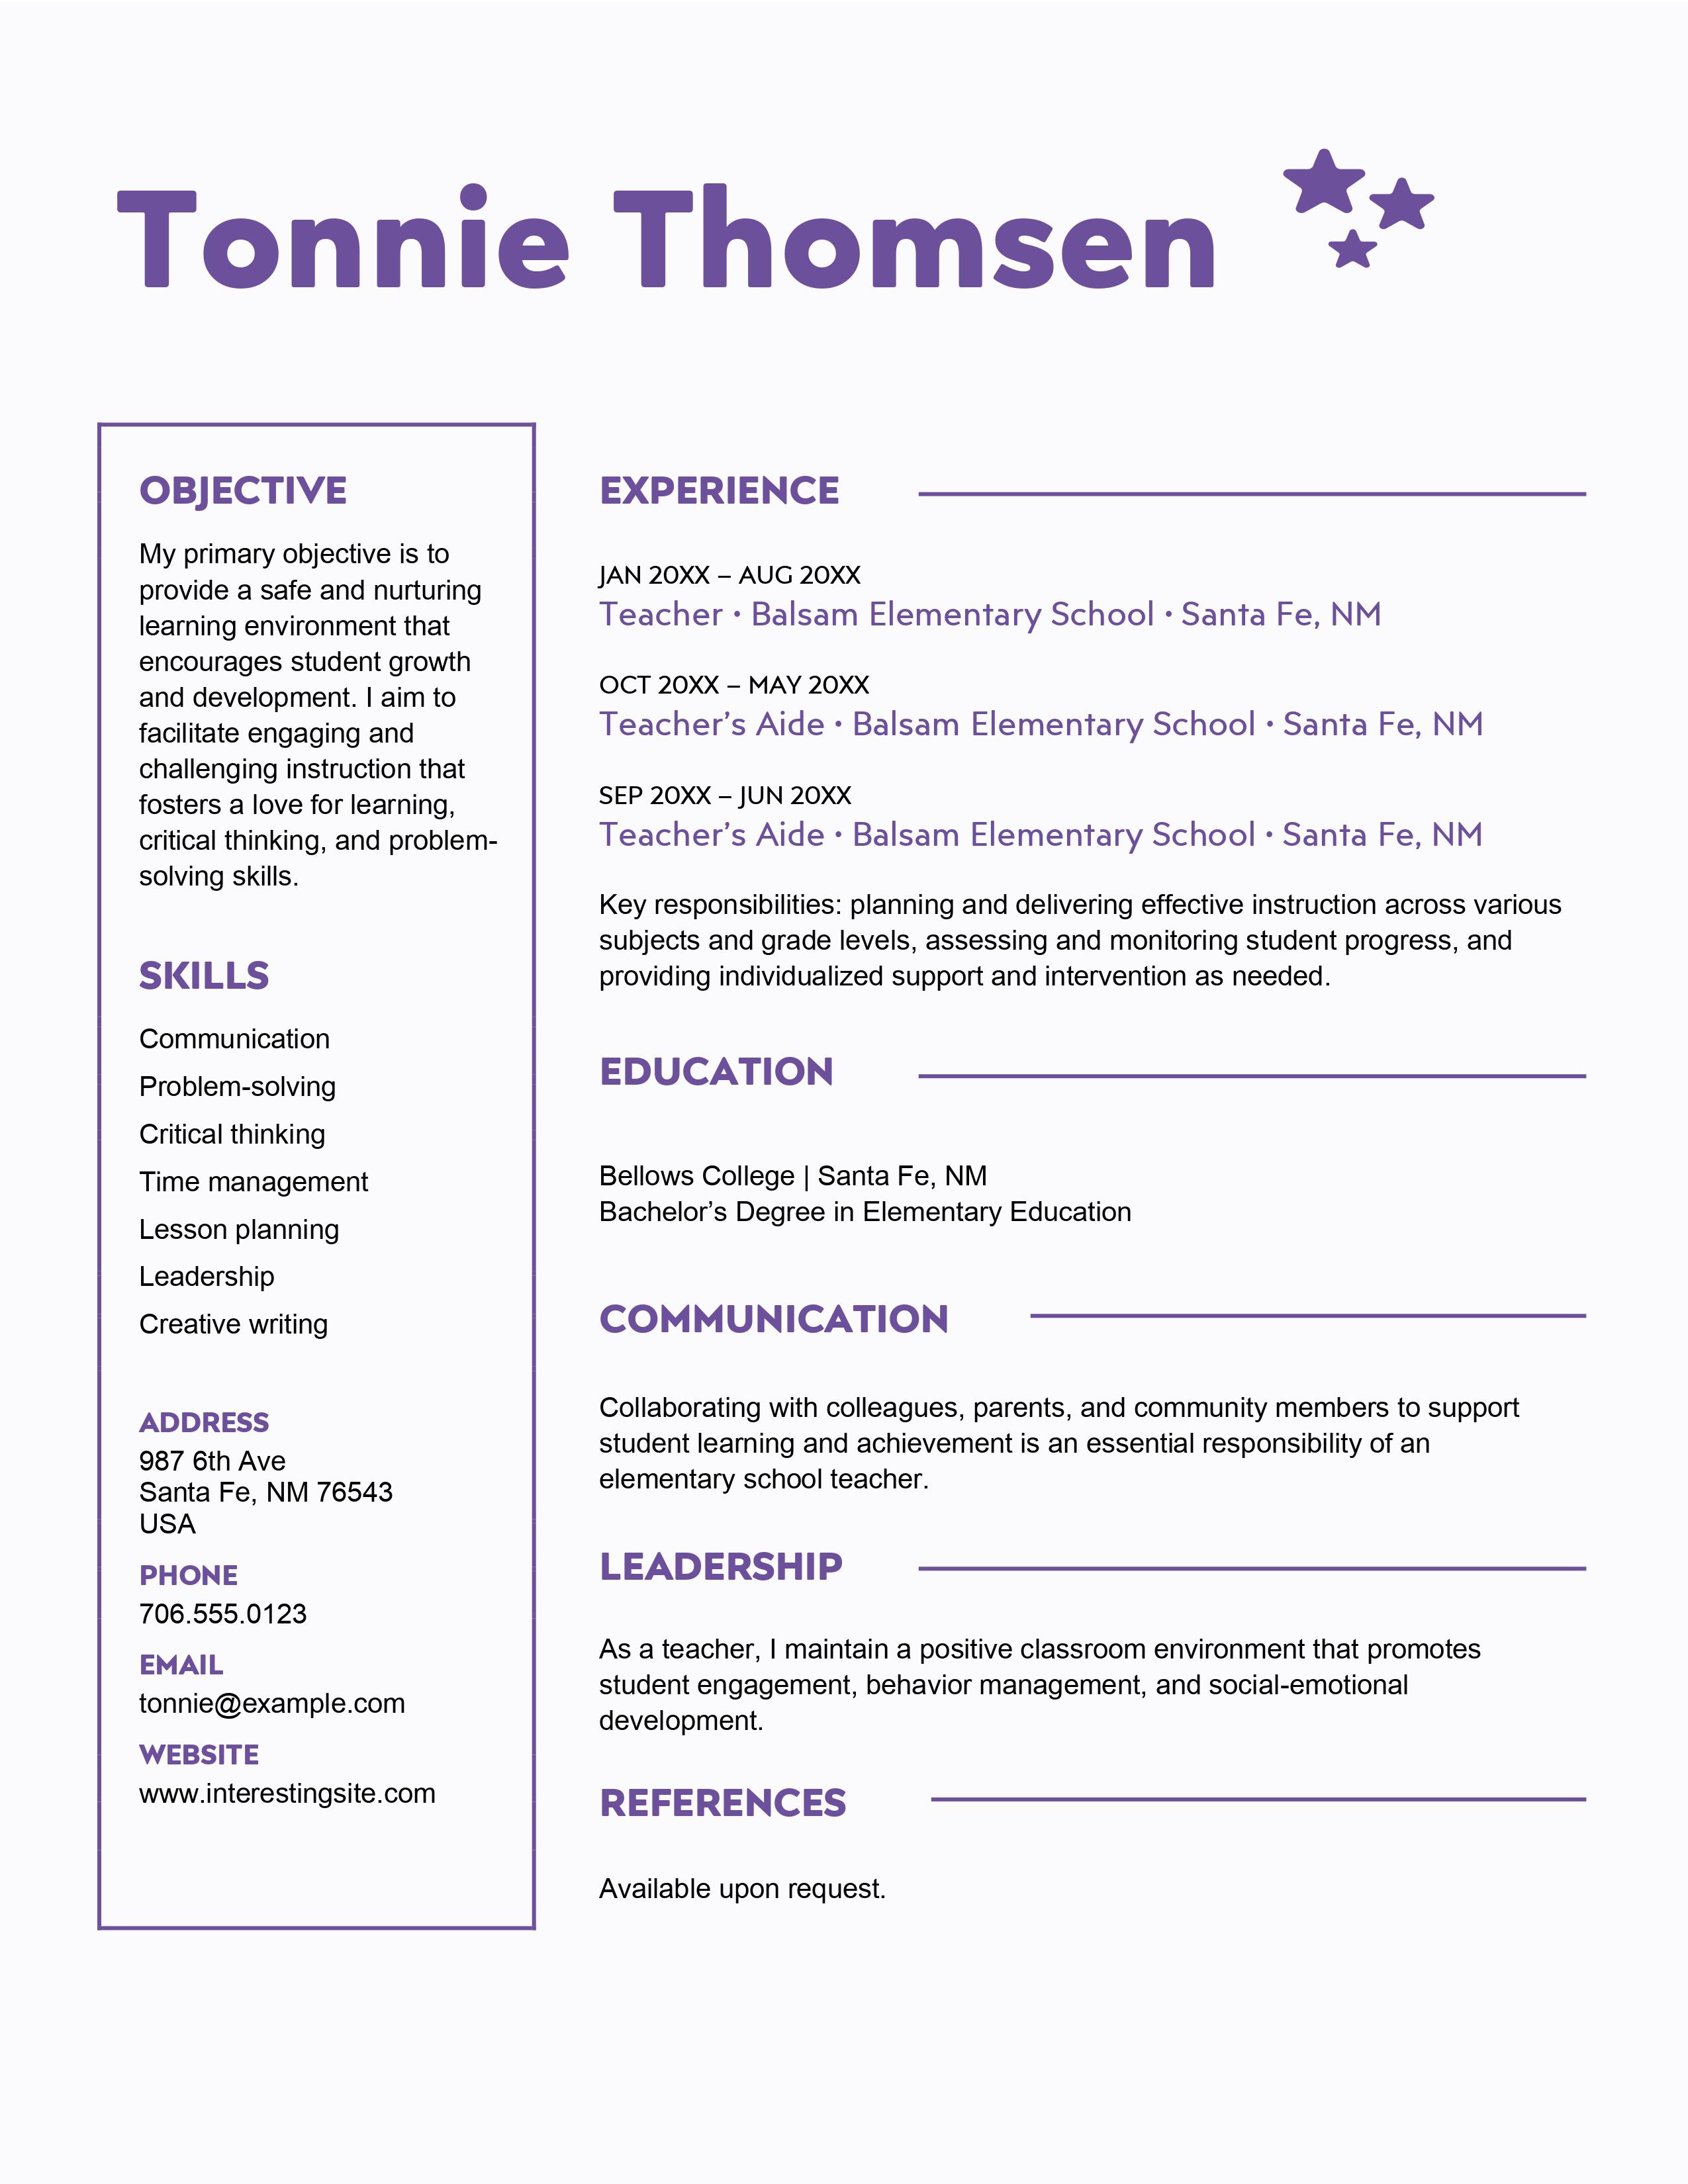 Tonnie Thomsen
OBJECTIVE
My primary objective is to
provide a safe and nurturing
learning environment that
encourages student growth
and development. I aim to
facilitate engaging and
challenging instruction that
fosters a love for learning,
critical thinking, and problem-
solving skills.
SKILLS
Communication
Problem-solving
Critical thinking
Time management
Lesson planning
Leadership
Creative writing
ADDRESS
987 6th Ave
Santa Fe, NM 76543
USA
PHONE
706.555.0123
EMAIL
tonnie@example.com
WEBSITE
www.interestingsite.com
EXPERIENCE
JAN 20XX – AUG 20XX
Teacher • Balsam Elementary School • Santa Fe, NM
OCT 20XX – MAY 20XX
Teacher’s Aide • Balsam Elementary School • Santa Fe, NM
SEP 20XX – JUN 20XX
Teacher’s Aide • Balsam Elementary School • Santa Fe, NM
Key responsibilities: planning and delivering effective instruction across various
subjects and grade levels, assessing and monitoring student progress, and
providing individualized support and intervention as needed.
EDUCATION
Bellows College | Santa Fe, NM
Bachelor’s Degree in Elementary Education
COMMUNICATION
Collaborating with colleagues, parents, and community members to support
student learning and achievement is an essential responsibility of an
elementary school teacher.
LEADERSHIP
As a teacher, I maintain a positive classroom environment that promotes
student engagement, behavior management, and social-emotional
development.
REFERENCES
Available upon request.